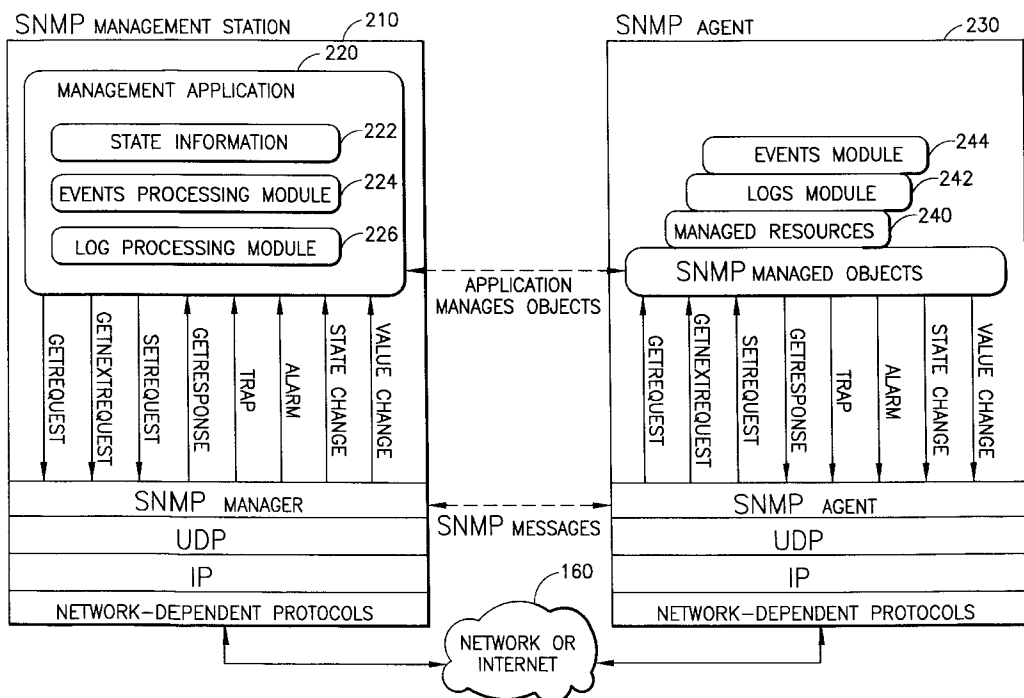 SNMP MANAGEMENT STATION
210
220
MANAGEMENT APPLICATION
STATE INFORMATION
222
EVENTS PROCESSING MODULE
224
LOG PROCESSING MODULE
226
GETREQUEST
GETNEXTREQUEST
SETREQUEST
GETRESPONSE
TRAP
ALARM
STATE CHANGE
VALUE CHANGE
SNMP MANAGER
UDP
IP
NETWORK-DEPENDENT PROTOCOLS
APPLICATION
MANAGES OBJECTS
SNMP MESSAGES
160
NETWORK OR
INTERNET
SNMP AGENT
230
EVENTS MODULE
244
LOGS MODULE
242
MANAGED RESOURCES
240
SNMP MANAGED OBJECTS
GETREQUEST
GETNEXTREQUEST
SETREQUEST
GETRESPONSE
TRAP
ALARM
STATE CHANGE
VALUE CHANGE
SNMP AGENT
UDP
IP
NETWORK-DEPENDENT PROTOCOLS